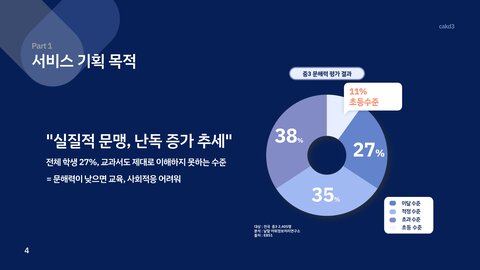 cakd3
Part 1
서비스 기획 목적
중3 문해력 평가 결과
11%
초등수준
"실질적 문맹, 난독 증가 추세"
전체 학생 27%, 교과서도 제대로 이해하지 못하는 수준
= 문해력이 낮으면 교육, 사회적응 어려워
38%
27%
35%
미달 수준
적정 수준
초과 수준
초등 수준
대상 : 전국 중3 2,405명
분석 : 낱말 어휘정보처리연구소
출처 : EBS1
4